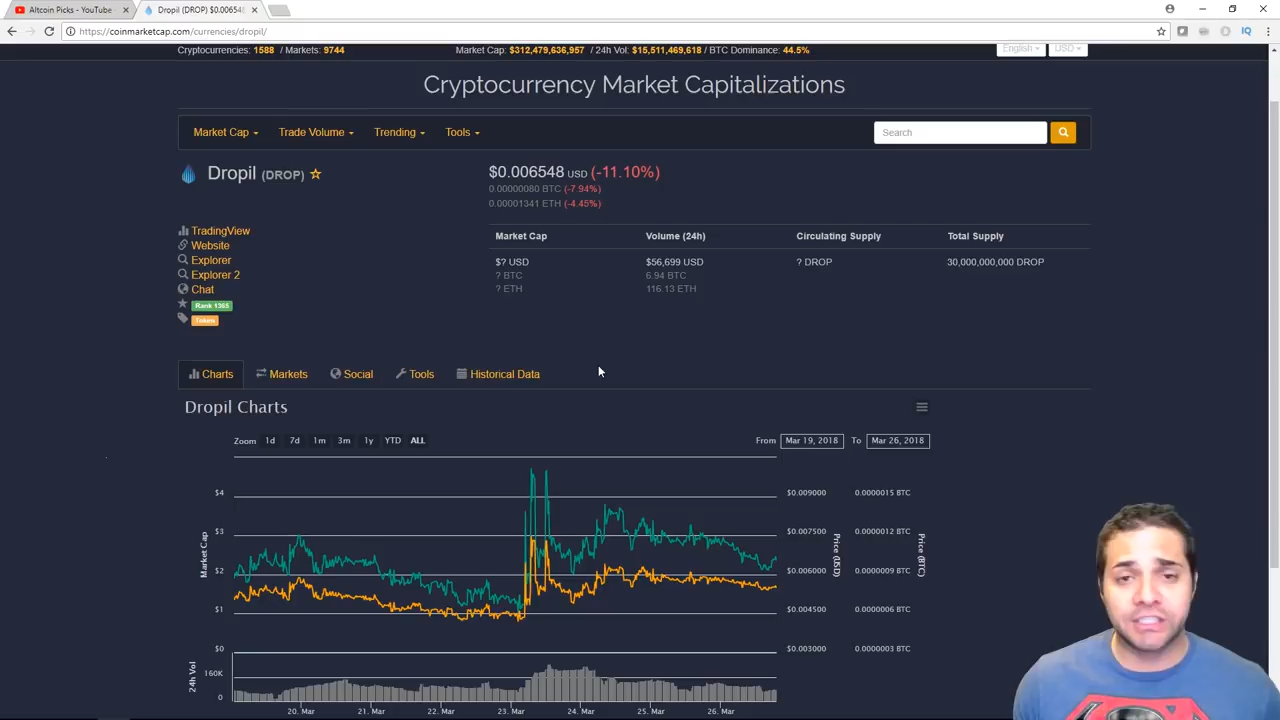 Altcoin Picks - YouTube
Dropil (DROP) $0.006548
https://coinmarketcap.com/currencies/dropil/
Cryptocurrencies: 1588 / Markets: 9744
Market Cap: $312,479,636,957 / 24h Vol: $15,511,469,618 / BTC Dominance: 44.5%
English
USD
Cryptocurrency Market Capitalizations
Market Cap
Trade Volume
Trending
Tools
Search
Dropil (DROP)
$0.006548 USD (-11.10%)
0.00000080 BTC (-7.94%)
0.00001341 ETH (-4.45%)
TradingView
Website
Explorer
Explorer 2
Chat
Rank 1365
Token
Market Cap
Volume (24h)
Circulating Supply
Total Supply
$? USD
$56,699 USD
? DROP
30,000,000,000 DROP
? BTC
6.94 BTC
? ETH
116.13 ETH
Charts
Markets
Social
Tools
Historical Data
Dropil Charts
Zoom 1d 7d 1m 3m 1y YTD ALL
From Mar 19, 2018 To Mar 26, 2018
$4
$3
$2
$1
$0
Market Cap
$0.009000
$0.007500
$0.006000
$0.004500
$0.003000
Price (USD)
0.0000015 BTC
0.0000012 BTC
0.0000009 BTC
0.0000006 BTC
0.0000003 BTC
Price (BTC)
24h Vol
160K
0
20. Mar
21. Mar
22. Mar
23. Mar
24. Mar
25. Mar
26. Mar